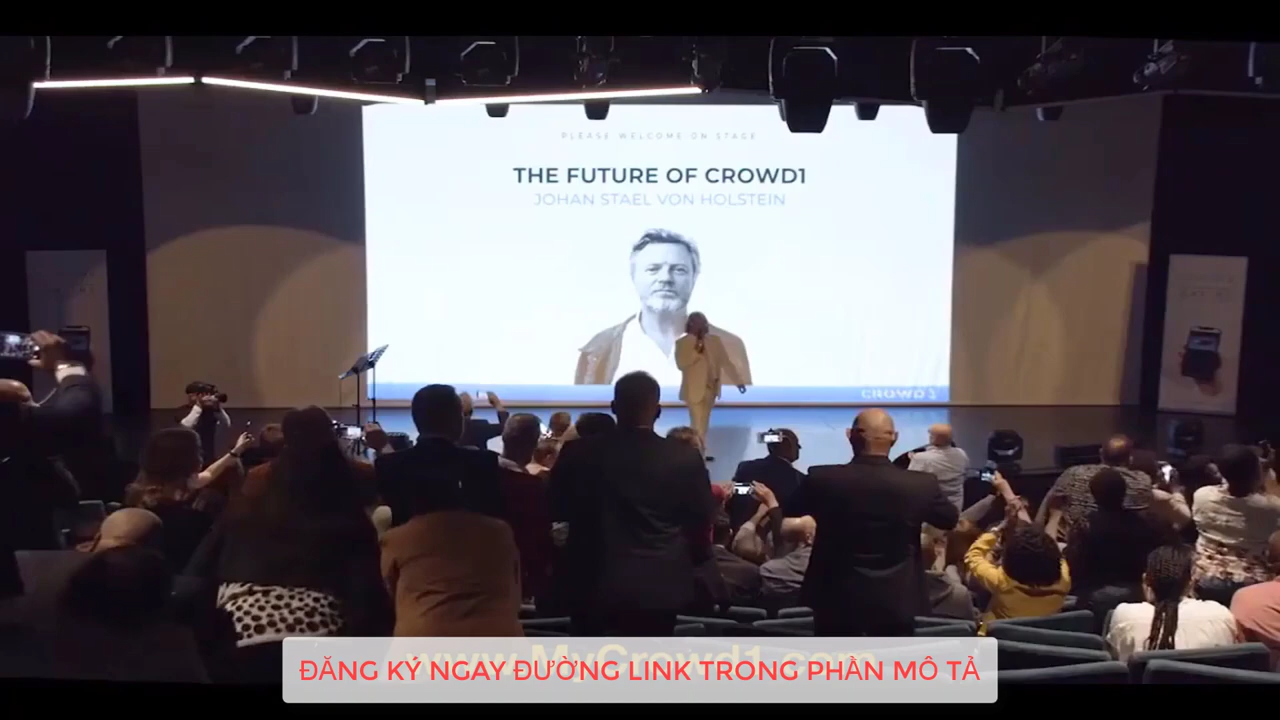 PLEASE WELCOME ON STAGE
THE FUTURE OF CROWD1
JOHAN STAEL VON HOLSTEIN
CROWD1
www.MyCrowd1.com
ĐĂNG KÝ NGAY ĐƯỜNG LINK TRONG PHẦN MÔ TẢ